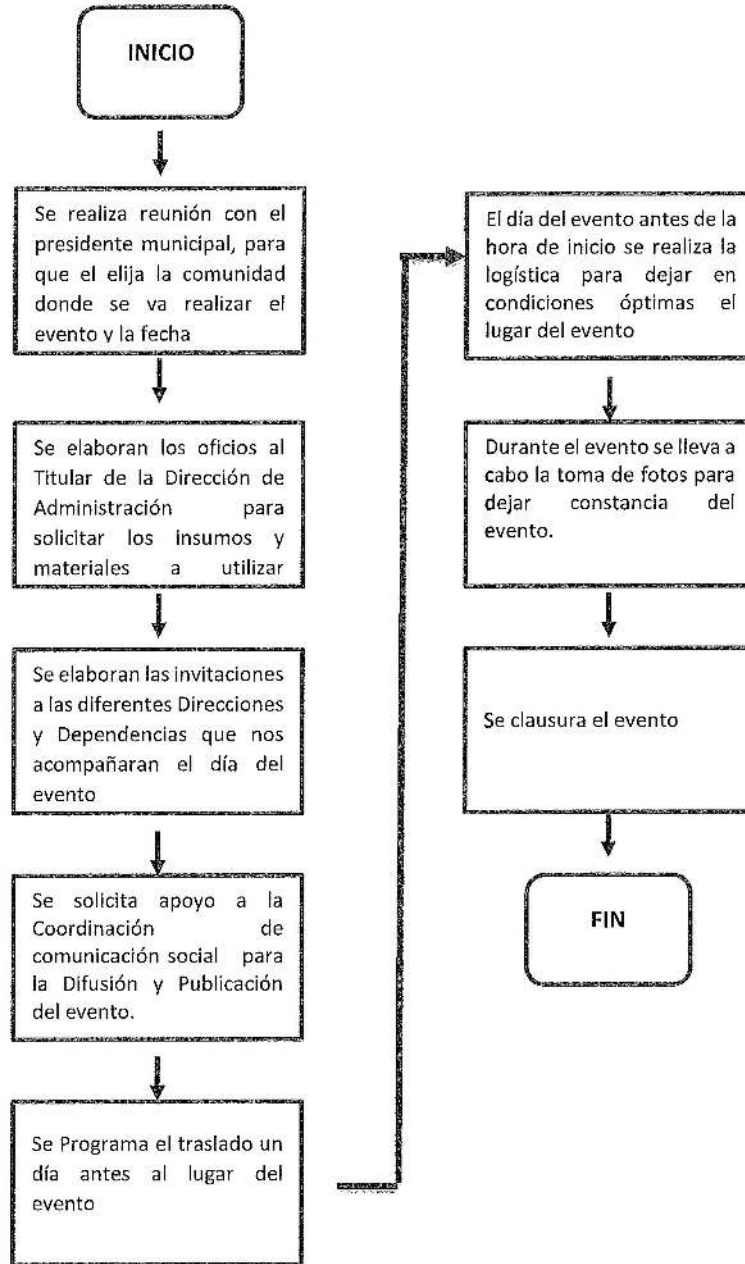 INICIO
Se realiza reunión con el
presidente municipal, para
que el elija la comunidad
donde se va realizar el
evento y la fecha
Se elaboran los oficios al
Titular de la Dirección de
Administración para
solicitar los insumos y
materiales a utilizar
Se elaboran las invitaciones
a las diferentes Direcciones
y Dependencias que nos
acompañaran el día del
evento
Se solicita apoyo a la
Coordinación de
comunicación social para
la Difusión y Publicación
del evento.
Se Programa el traslado un
día antes al lugar del
evento
El día del evento antes de la
hora de inicio se realiza la
logística para dejar en
condiciones óptimas el
lugar del evento
Durante el evento se lleva a
cabo la toma de fotos para
dejar constancia del
evento.
Se clausura el evento
FIN